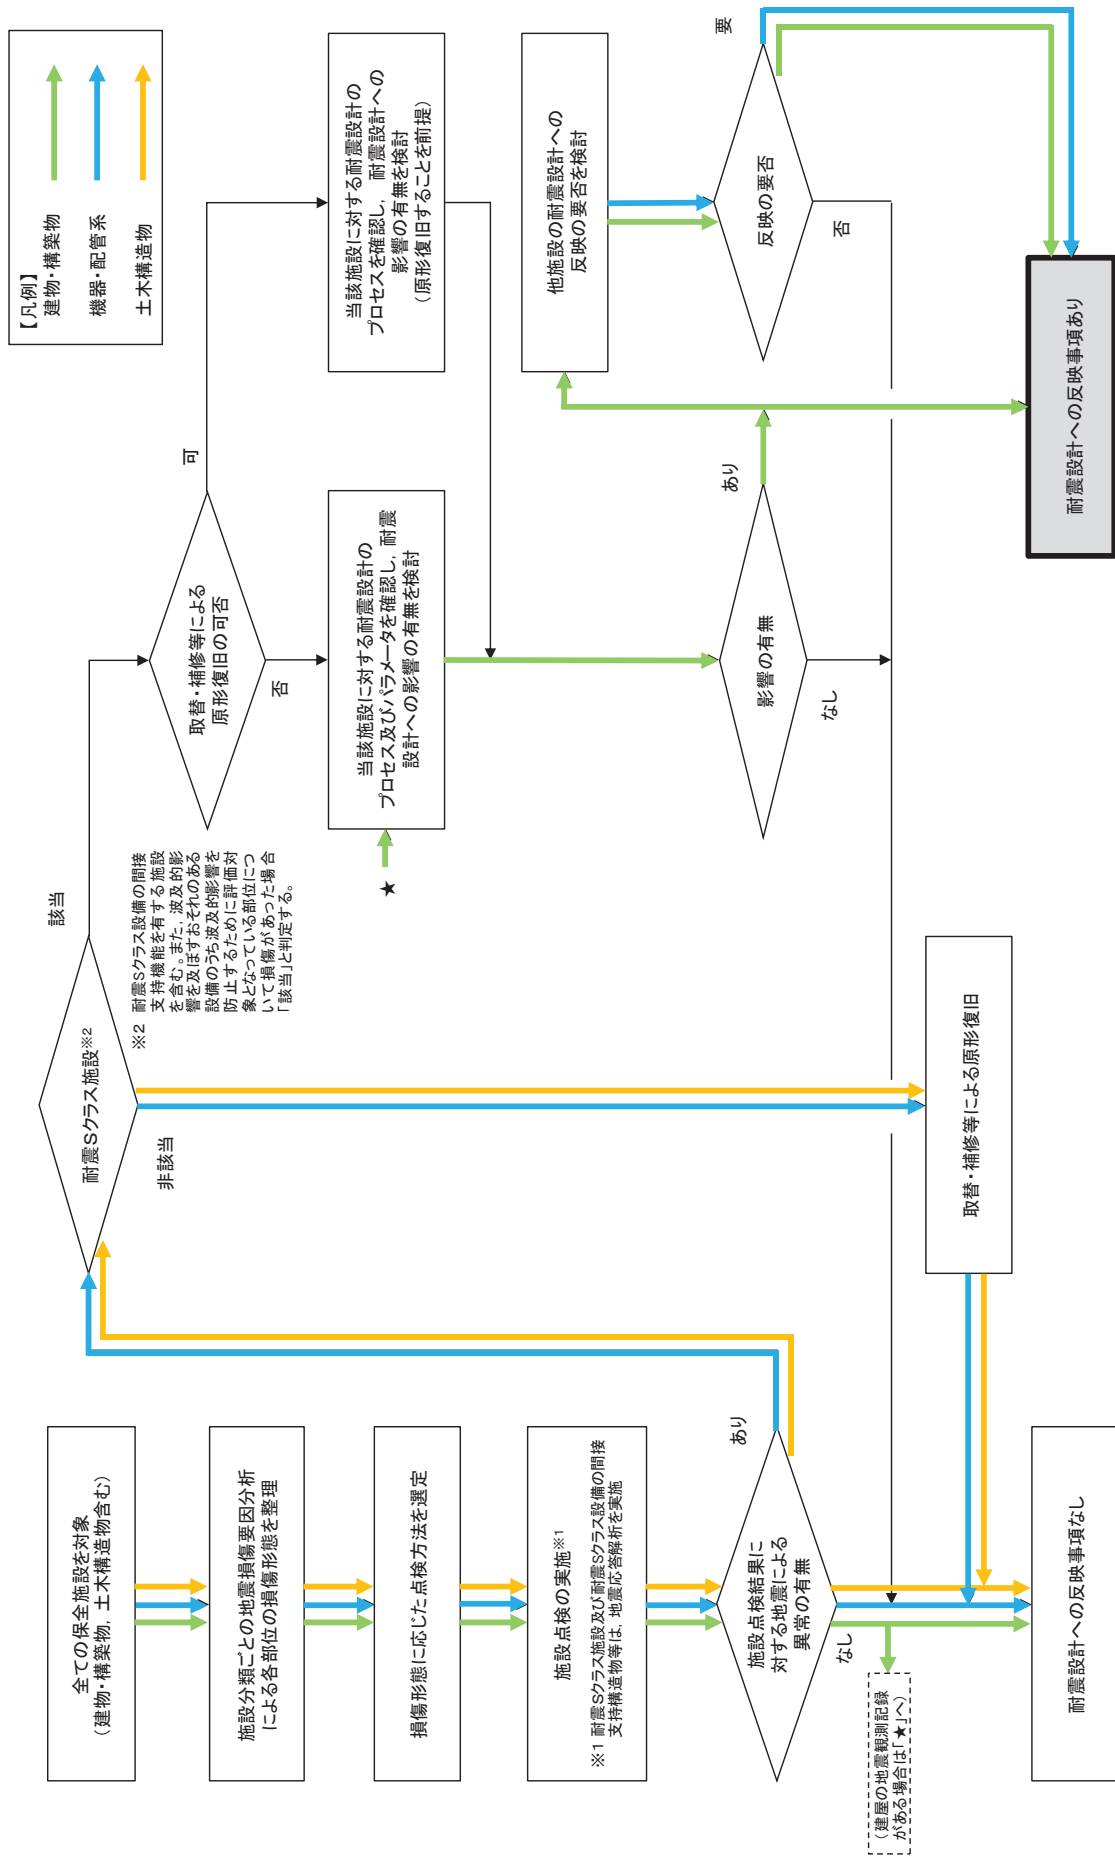 【凡例】
建物・構築物
機器・配管系
土木構造物
全ての保全施設を対象
（建物・構築物，土木構造物含む）
施設分類ごとの地震損傷要因分析
による各部位の損傷形態を整理
損傷形態に応じた点検方法を選定
施設点検の実施※1
※1 耐震Sクラス施設及び耐震Sクラス設備の間接
支持構造物等は，地震応答解析を実施
施設点検結果に
対する地震による
異常の有無
あり
なし
（建屋の地震観測記録
がある場合は「★」へ）
耐震設計への反映事項なし
耐震Sクラス施設※2
該当
非該当
※2 耐震Sクラス設備の間接
支持機能を有する施設
を含む。また，波及的影
響を及ぼすおそれのある
設備のうち波及的影響を
防止するために評価対
象となっている部位につ
いて損傷があった場合
「該当」と判定する。
取替・補修等による原形復旧
取替・補修等による
原形復旧の可否
可
否
★
当該施設に対する耐震設計の
プロセス及びパラメータを確認し，耐震
設計への影響の有無を検討
当該施設に対する耐震設計の
プロセスを確認し，耐震設計への
影響の有無を検討
（原形復旧することを前提）
影響の有無
あり
なし
他施設の耐震設計への
反映の要否を検討
反映の要否
要
否
耐震設計への反映事項あり